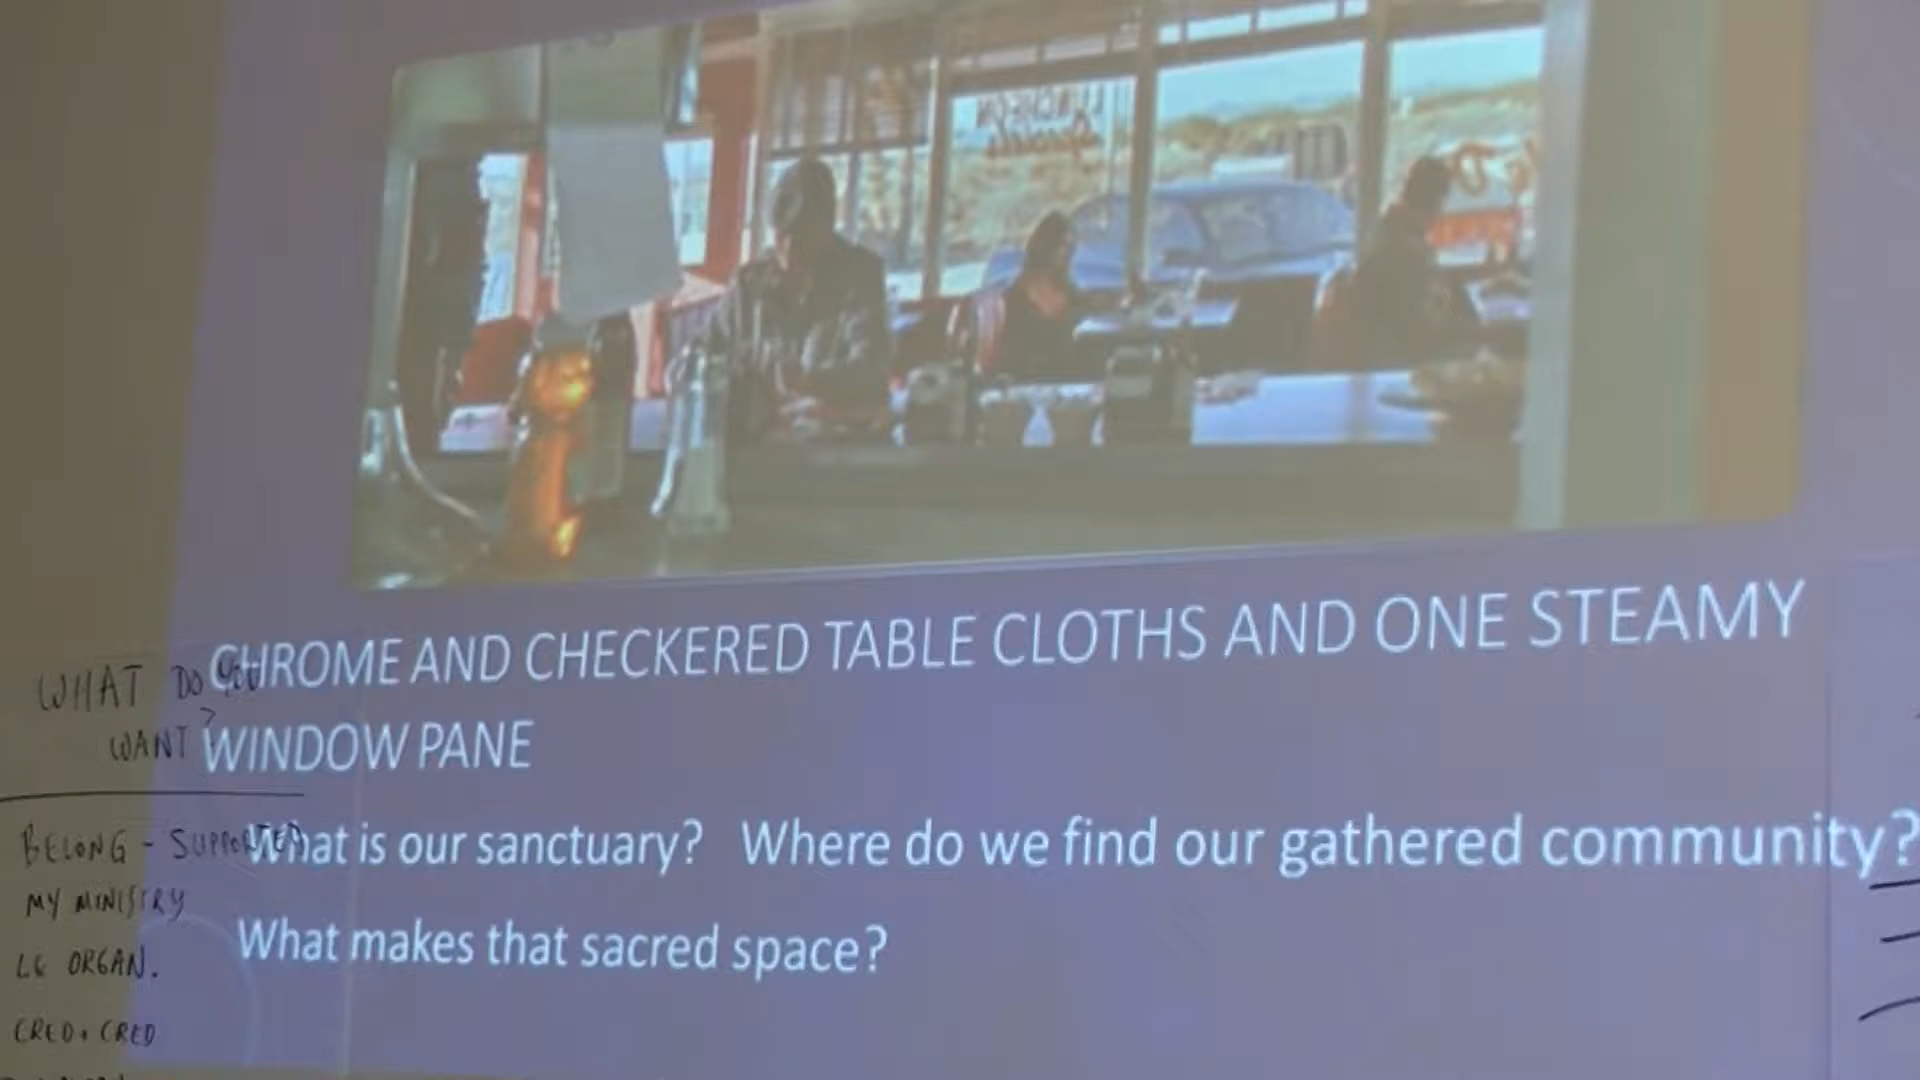 LUNCHEON
Specials
CHROME AND CHECKERED TABLE CLOTHS AND ONE STEAMY
WINDOW PANE
What is our sanctuary? Where do we find our gathered community?
What makes that sacred space?
WHAT DO YOU
WANT?
BELONG - SUPPORTED
MY MINISTRY
LG ORGAN.
CRED. CRED